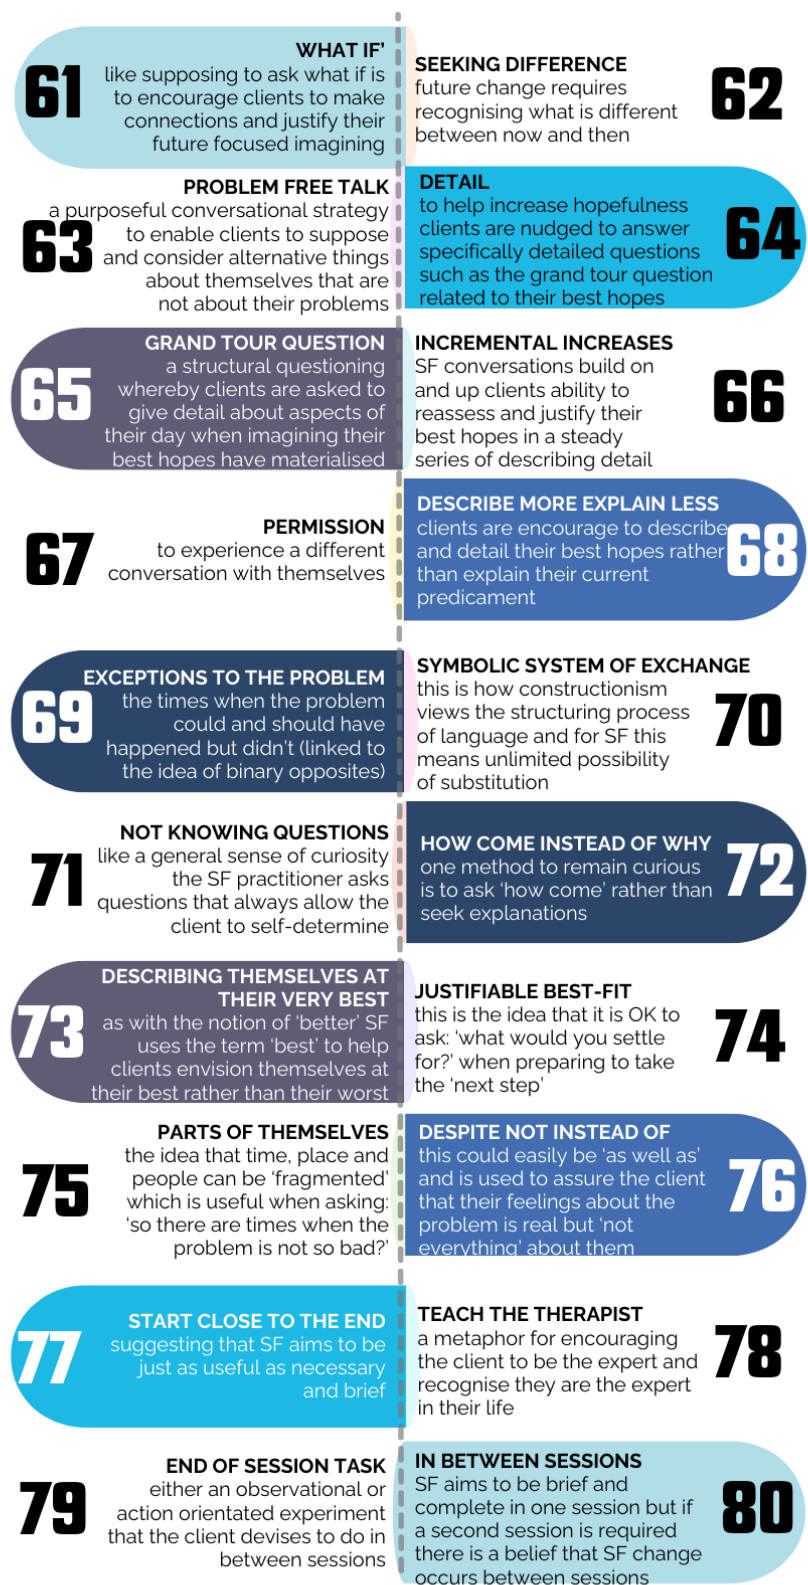 WHAT IF'
61
like supposing to ask what if is
to encourage clients to make
connections and justify their
future focused imagining
SEEKING DIFFERENCE
62
future change requires
recognising what is different
between now and then
PROBLEM FREE TALK
63
a purposeful conversational strategy
to enable clients to suppose
and consider alternative things
about themselves that are
not about their problems
DETAIL
64
to help increase hopefulness
clients are nudged to answer
specifically detailed questions
such as the grand tour question
related to their best hopes
GRAND TOUR QUESTION
65
a structural questioning
whereby clients are asked to
give detail about aspects of
their day when imagining their
best hopes have materialised
INCREMENTAL INCREASES
66
SF conversations build on
and up clients ability to
reassess and justify their
best hopes in a steady
series of describing detail
PERMISSION
67
to experience a different
conversation with themselves
DESCRIBE MORE EXPLAIN LESS
68
clients are encourage to describe
and detail their best hopes rather
than explain their current
predicament
EXCEPTIONS TO THE PROBLEM
69
the times when the problem
could and should have
happened but didn't (linked to
the idea of binary opposites)
SYMBOLIC SYSTEM OF EXCHANGE
70
this is how constructionism
views the structuring process
of language and for SF this
means unlimited possibility
of substitution
NOT KNOWING QUESTIONS
71
like a general sense of curiosity
the SF practitioner asks
questions that always allow the
client to self-determine
HOW COME INSTEAD OF WHY
72
one method to remain curious
is to ask 'how come' rather than
seek explanations
DESCRIBING THEMSELVES AT
THEIR VERY BEST
73
as with the notion of 'better' SF
uses the term 'best' to help
clients envision themselves at
their best rather than their worst
JUSTIFIABLE BEST-FIT
74
this is the idea that it is OK to
ask: 'what would you settle
for?' when preparing to take
the 'next step'
PARTS OF THEMSELVES
75
the idea that time, place and
people can be 'fragmented'
which is useful when asking:
'so there are times when the
problem is not so bad?'
DESPITE NOT INSTEAD OF
76
this could easily be 'as well as'
and is used to assure the client
that their feelings about the
problem is real but 'not
everything' about them
START CLOSE TO THE END
77
suggesting that SF aims to be
just as useful as necessary
and brief
TEACH THE THERAPIST
78
a metaphor for encouraging
the client to be the expert and
recognise they are the expert
in their life
END OF SESSION TASK
79
either an observational or
action orientated experiment
that the client devises to do in
between sessions
IN BETWEEN SESSIONS
80
SF aims to be brief and
complete in one session but if
a second session is required
there is a belief that SF change
occurs between sessions